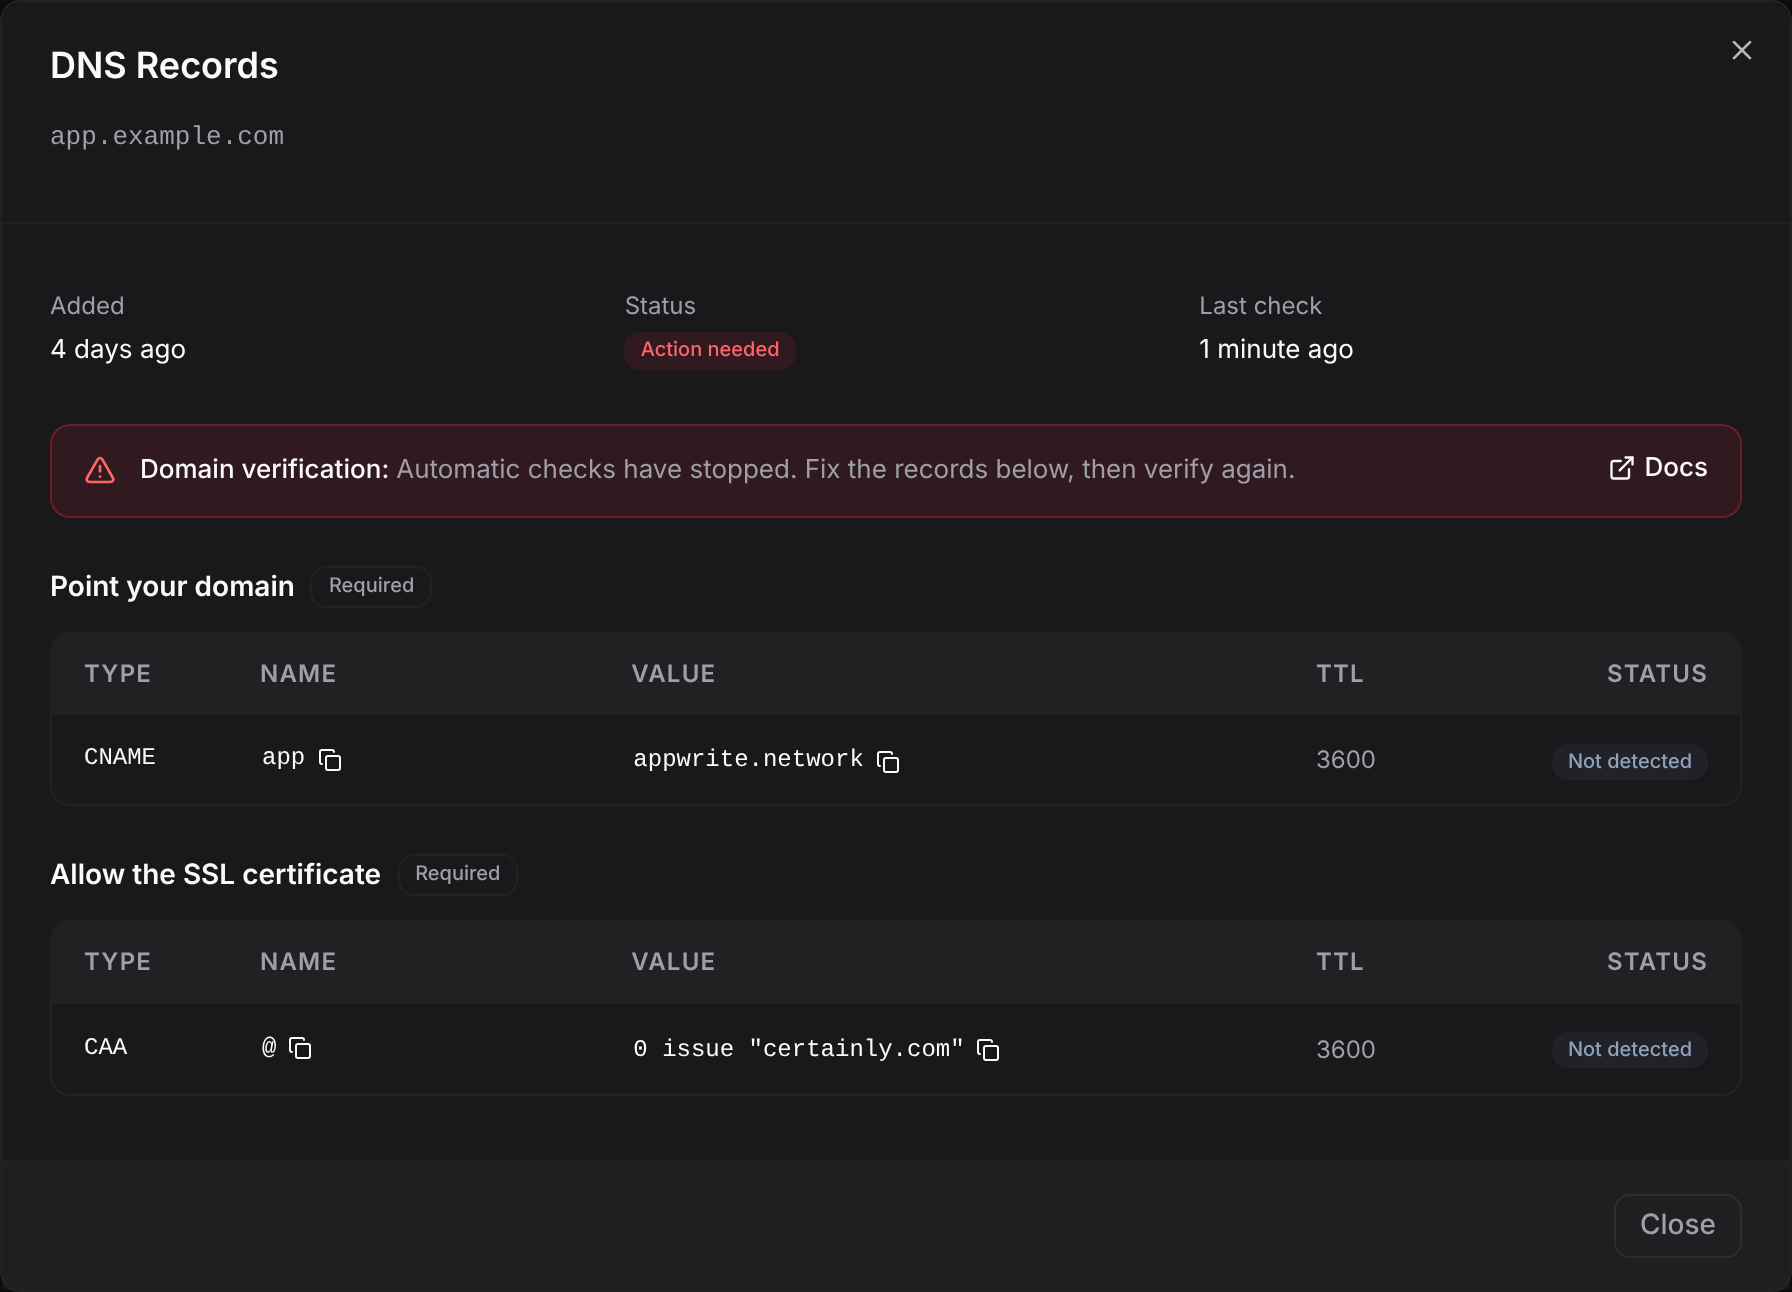 DNS Records
app.example.com
Added Status Last check
4 days ago Action needed 1 minute ago
Domain verification: Automatic checks have stopped. Fix the records below, then verify again. Docs
Point your domain Required
TYPE NAME VALUE TTL STATUS
CNAME app appwrite.network 3600 Not detected
Allow the SSL certificate Required
TYPE NAME VALUE TTL STATUS
CAA @ 0 issue "certainly.com" 3600 Not detected
Close